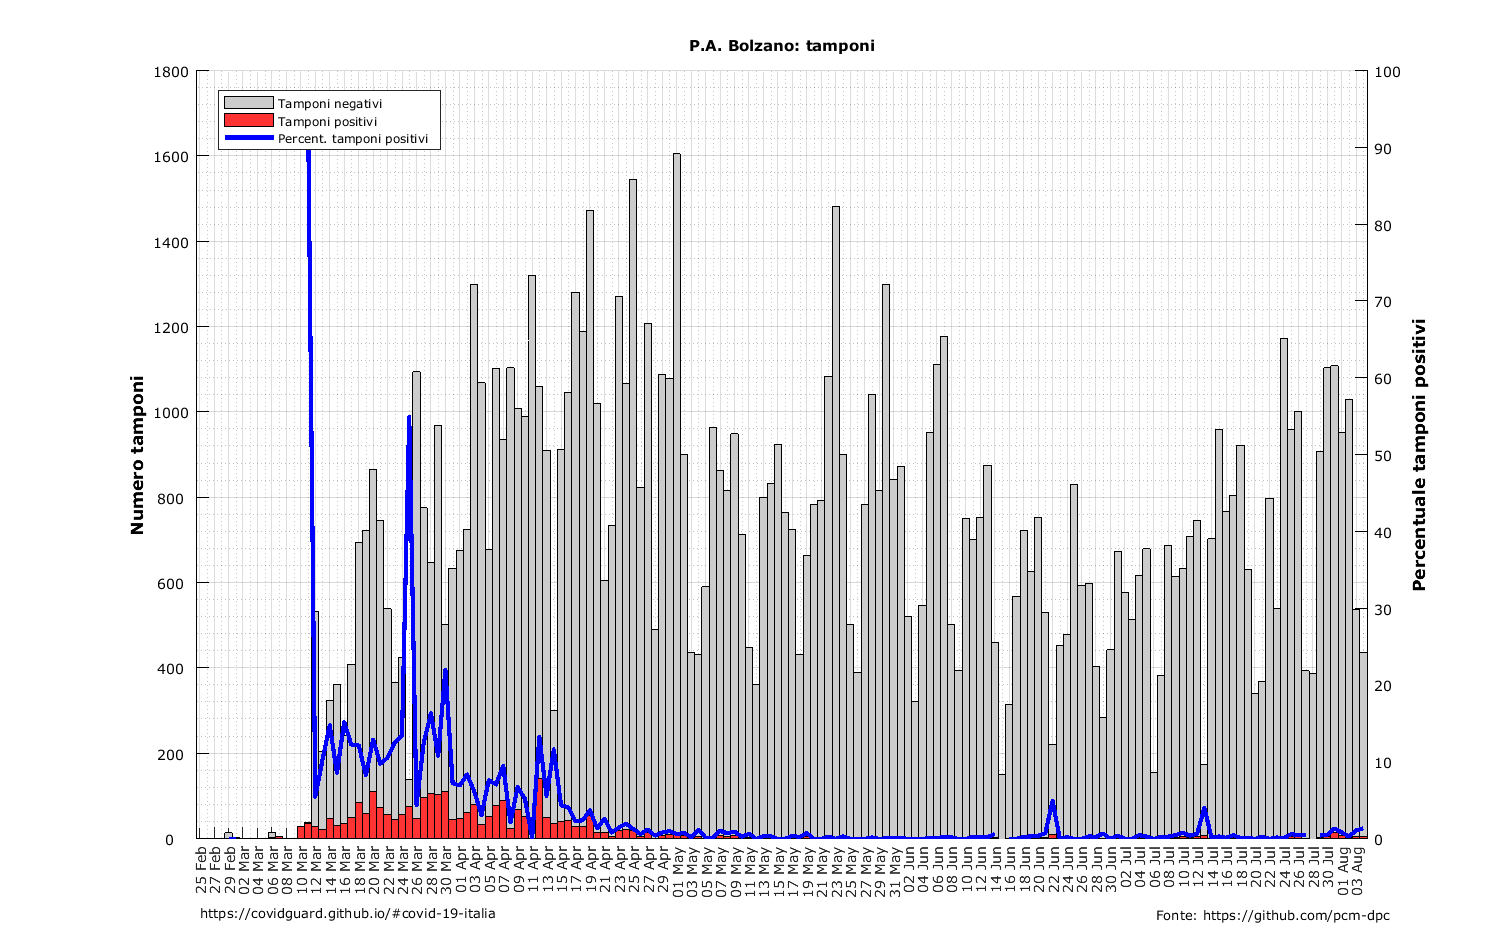 P.A. Bolzano: tamponi
1800
1600
1400
1200
1000
800
600
400
200
0
Numero tamponi
Tamponi negativi
Tamponi positivi
Percent. tamponi positivi
100
90
80
70
60
50
40
30
20
10
0
Percentuale tamponi positivi
25 Feb
27 Feb
29 Feb
02 Mar
04 Mar
06 Mar
08 Mar
10 Mar
12 Mar
14 Mar
16 Mar
18 Mar
20 Mar
22 Mar
24 Mar
26 Mar
28 Mar
30 Mar
01 Apr
03 Apr
05 Apr
07 Apr
09 Apr
11 Apr
13 Apr
15 Apr
17 Apr
19 Apr
21 Apr
23 Apr
25 Apr
27 Apr
29 Apr
01 May
03 May
05 May
07 May
09 May
11 May
13 May
15 May
17 May
19 May
21 May
23 May
25 May
27 May
29 May
31 May
02 Jun
04 Jun
06 Jun
08 Jun
10 Jun
12 Jun
14 Jun
16 Jun
18 Jun
20 Jun
22 Jun
24 Jun
26 Jun
28 Jun
30 Jun
02 Jul
04 Jul
06 Jul
08 Jul
10 Jul
12 Jul
14 Jul
16 Jul
18 Jul
20 Jul
22 Jul
24 Jul
26 Jul
28 Jul
30 Jul
01 Aug
03 Aug
https://covidguard.github.io/#covid-19-italia
Fonte: https://github.com/pcm-dpc